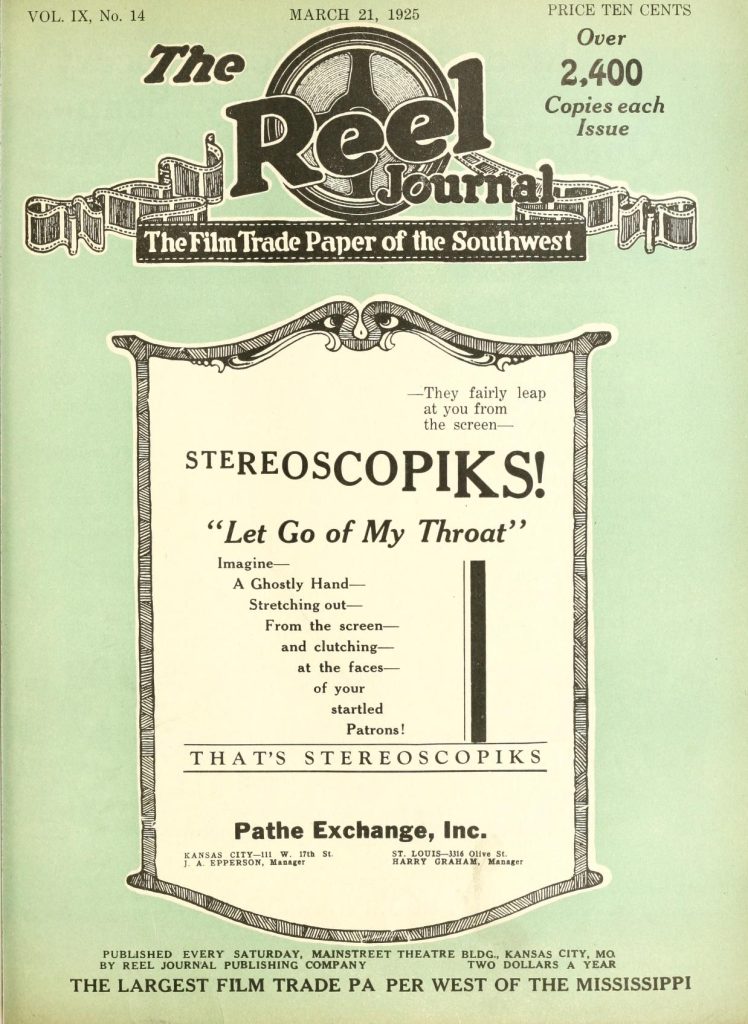 VOL. IX, No. 14 MARCH 21, 1925 PRICE TEN CENTS
The
Reel
Journal
Over
2,400
Copies each
Issue
The Film Trade Paper of the Southwest
—They fairly leap
at you from
the screen—
STEREOSCOPIKS!
“Let Go of My Throat”
Imagine—
A Ghostly Hand—
Stretching out—
From the screen—
and clutching—
at the faces—
of your
startled
Patrons!
THAT'S STEREOSCOPIKS
Pathe Exchange, Inc.
KANSAS CITY—111 W. 17th St.
J. A. EPPERSON, Manager
ST. LOUIS—3316 Olive St.
HARRY GRAHAM, Manager
PUBLISHED EVERY SATURDAY, MAINSTREET THEATRE BLDG., KANSAS CITY, MO.
BY REEL JOURNAL PUBLISHING COMPANY TWO DOLLARS A YEAR
THE LARGEST FILM TRADE PA PER WEST OF THE MISSISSIPPI